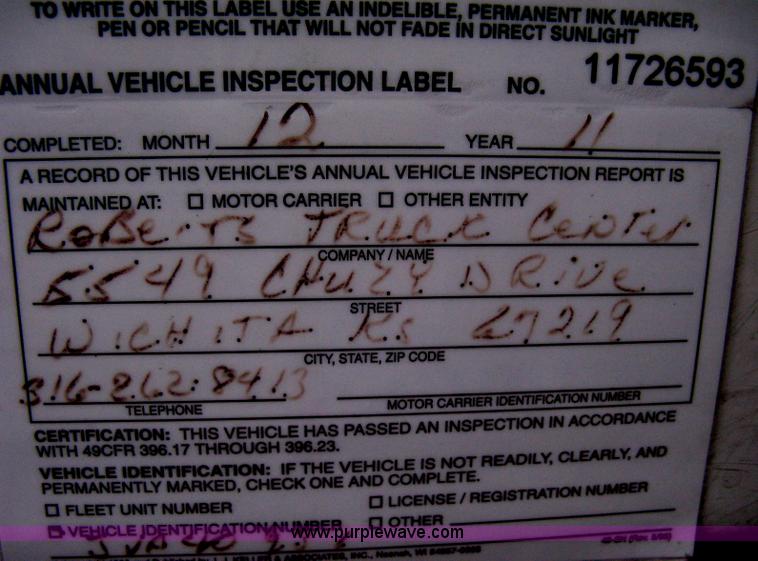 TO WRITE ON THIS LABEL USE AN INDELIBLE, PERMANENT INK MARKER,
PEN OR PENCIL THAT WILL NOT FADE IN DIRECT SUNLIGHT
ANNUAL VEHICLE INSPECTION LABEL NO. 11726593
COMPLETED: MONTH 12 YEAR 11
A RECORD OF THIS VEHICLE'S ANNUAL VEHICLE INSPECTION REPORT IS
MAINTAINED AT: ☐ MOTOR CARRIER ☐ OTHER ENTITY
ROBERTS TRUCK CENTER
COMPANY / NAME
5549 CHUZY DRIVE
STREET
WICHITA KS 67219
CITY, STATE, ZIP CODE
316-262-8413
TELEPHONE MOTOR CARRIER IDENTIFICATION NUMBER
CERTIFICATION: THIS VEHICLE HAS PASSED AN INSPECTION IN ACCORDANCE
WITH 49CFR 396.17 THROUGH 396.23.
VEHICLE IDENTIFICATION: IF THE VEHICLE IS NOT READILY, CLEARLY, AND
PERMANENTLY MARKED, CHECK ONE AND COMPLETE.
☐ FLEET UNIT NUMBER ☐ LICENSE / REGISTRATION NUMBER
☑ VEHICLE IDENTIFICATION NUMBER ☐ OTHER
www.purplewave.com
J. KELLER & ASSOCIATES, INC., Neenah, WI